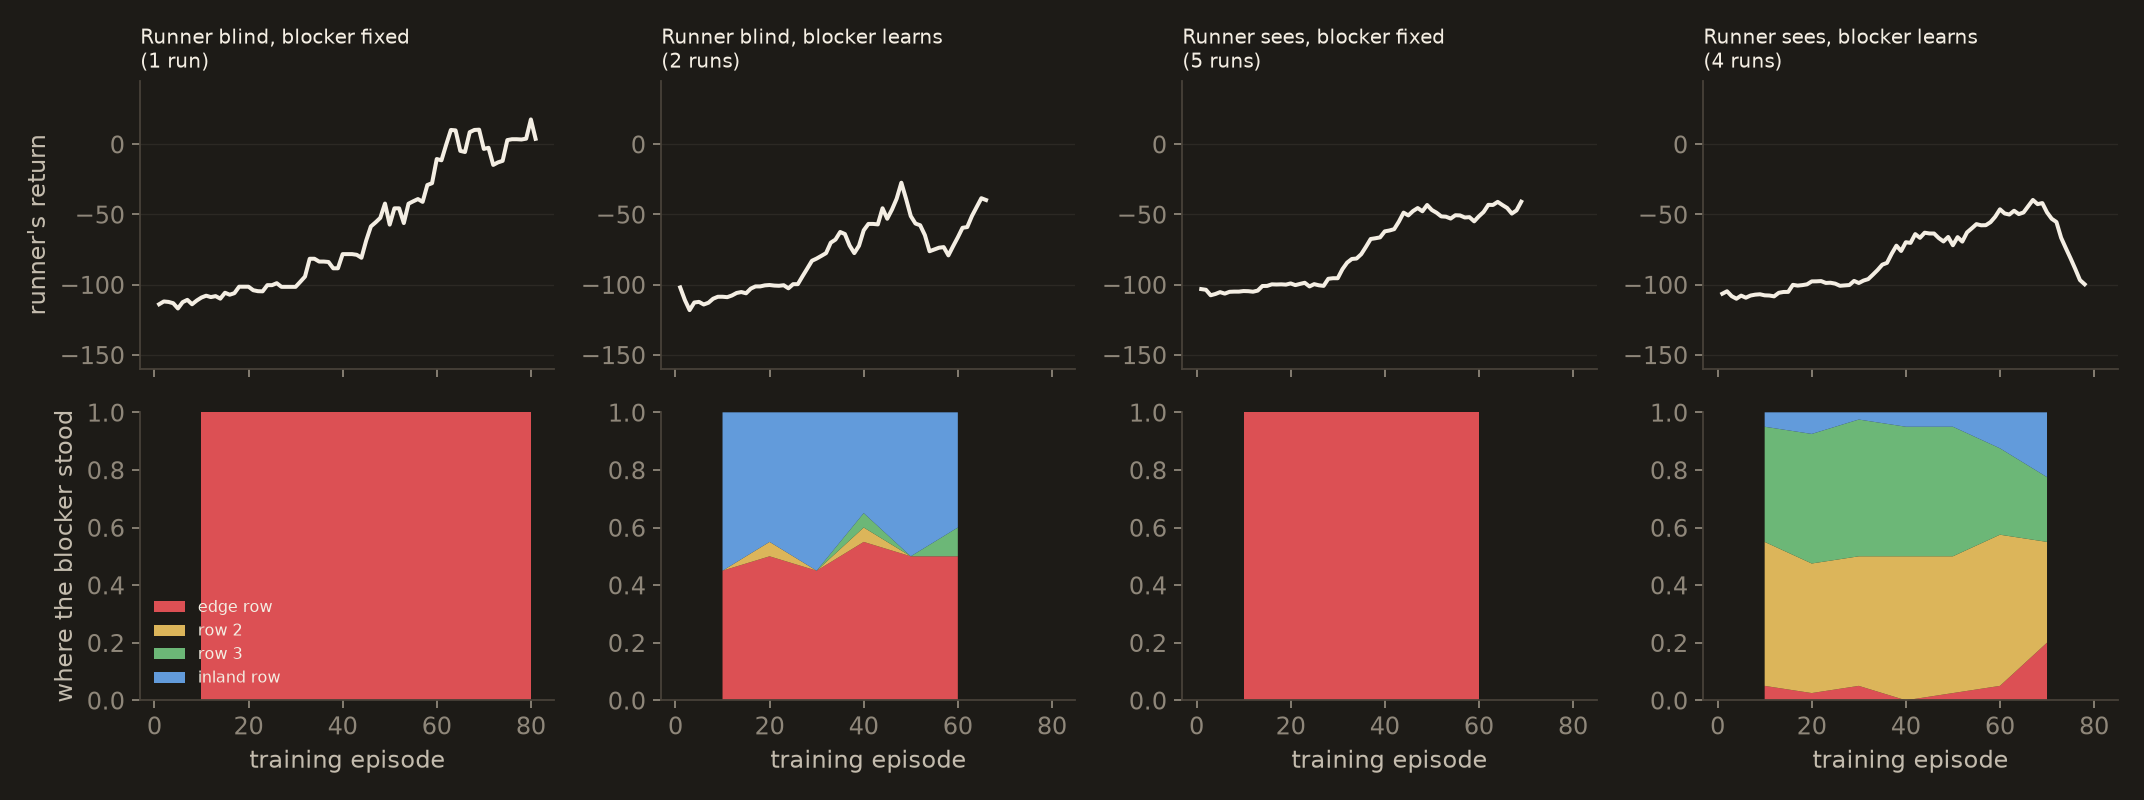 Runner blind, blocker fixed
(1 run)
Runner blind, blocker learns
(2 runs)
Runner sees, blocker fixed
(5 runs)
Runner sees, blocker learns
(4 runs)
runner's return
0
−50
−100
−150
0
−50
−100
−150
0
−50
−100
−150
0
−50
−100
−150
where the blocker stood
1.0
0.8
0.6
0.4
0.2
0.0
edge row
row 2
row 3
inland row
0 20 40 60 80
training episode
1.0
0.8
0.6
0.4
0.2
0.0
0 20 40 60 80
training episode
1.0
0.8
0.6
0.4
0.2
0.0
0 20 40 60 80
training episode
1.0
0.8
0.6
0.4
0.2
0.0
0 20 40 60 80
training episode